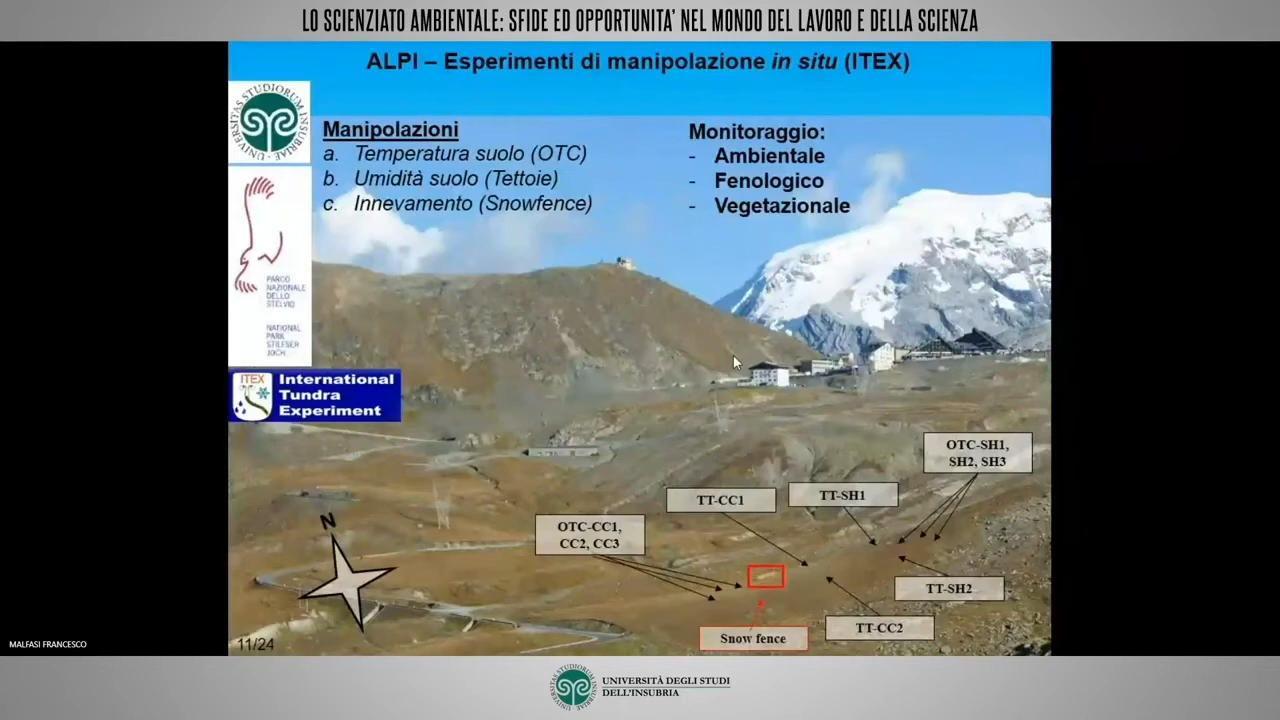 LO SCIENZIATO AMBIENTALE: SFIDE ED OPPORTUNITA' NEL MONDO DEL LAVORO E DELLA SCIENZA
ALPI – Esperimenti di manipolazione in situ (ITEX)
UNIVERSITAS STUDIORUM INSUBRIAE
Manipolazioni
a. Temperatura suolo (OTC)
b. Umidità suolo (Tettoie)
c. Innevamento (Snowfence)
Monitoraggio:
- Ambientale
- Fenologico
- Vegetazionale
PARCO
NAZIONALE
DELLO
STELVIO
NATIONAL
PARK
STILFSER
JOCH
ITEX
International
Tundra
Experiment
OTC-SH1,
SH2, SH3
TT-CC1
TT-SH1
OTC-CC1,
CC2, CC3
N
TT-SH2
TT-CC2
Snow fence
11/24
MALFASI FRANCESCO
UNIVERSITÀ DEGLI STUDI
DELL'INSUBRIA